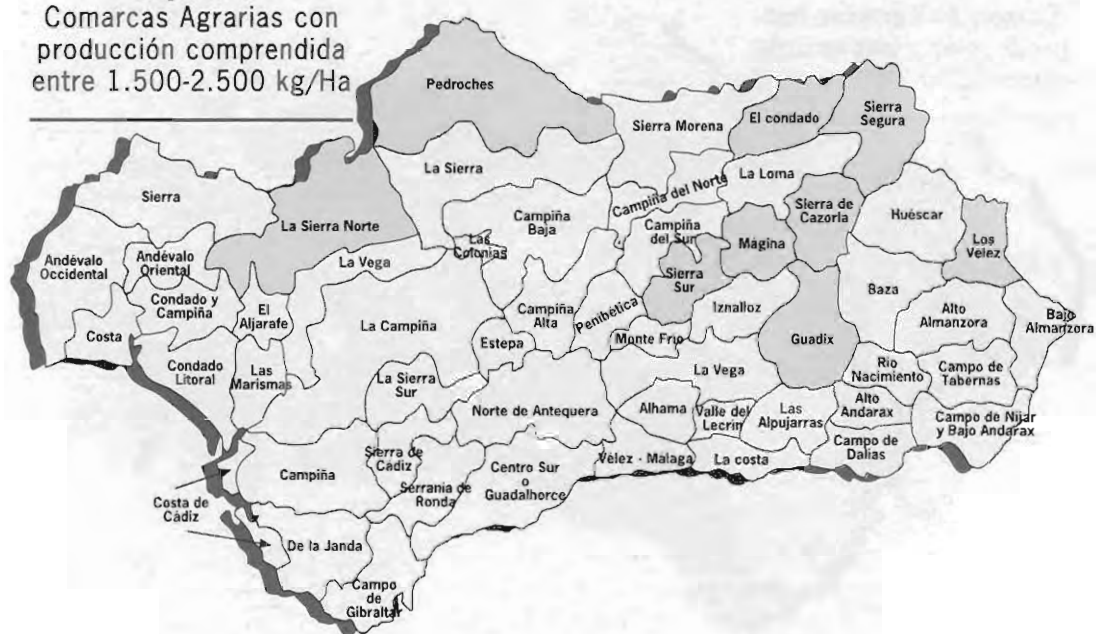 Comarcas Agrarias con
producción comprendida
entre 1.500-2.500 kg/Ha
Pedroches
Sierra Morena
El condado
Sierra
Segura
La Sierra
Campiña del Norte
La Loma
Sierra
La Sierra Norte
Campiña
Baja
Campiña
del Sur
Mágina
Sierra de
Cazorla
Huéscar
Los
Vélez
Las
Colonias
Andévalo
Occidental
Andévalo
Oriental
La Vega
Sierra
Sur
Condado y
Campiña
El
Aljarafe
La Campiña
Campiña
Alta
Penibética
Iznalloz
Baza
Alto
Almanzora
Bajo
Almanzora
Costa
Estepa
Monte Frio
Guadix
Condado
Litoral
Las
Marismas
La Sierra
Sur
La Vega
Rio
Nacimiento
Campo de
Tabernas
Norte de Antequera
Alhama
Valle del
Lecrin
Las
Alpujarras
Alto
Andarax
Campo de Nijar
y Bajo Andarax
Campiña
Sierra de
Cádiz
Serrania de
Ronda
Centro Sur
o
Guadalhorce
Vélez - Malaga
La costa
Campo de
Dalias
Costa de
Cádiz
De la Janda
Campo
de
Gibraltar